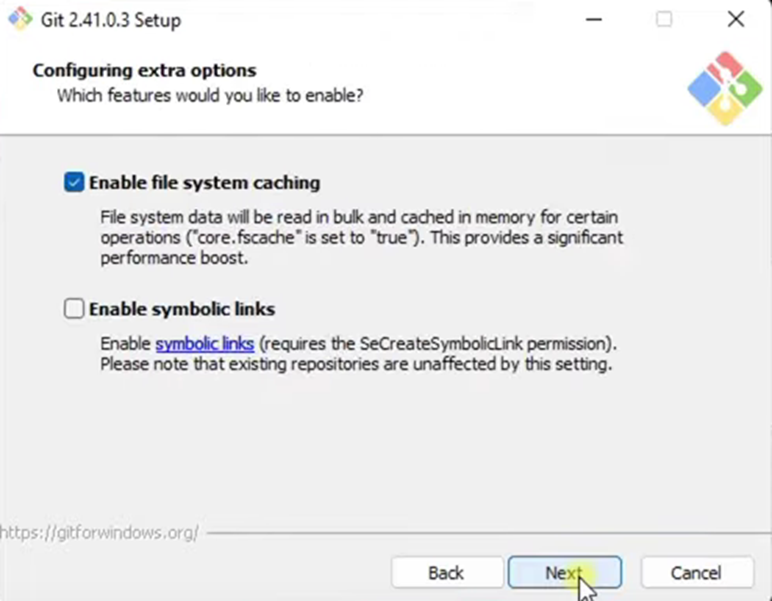 Git 2.41.0.3 Setup
Configuring extra options
Which features would you like to enable?
Enable file system caching
File system data will be read in bulk and cached in memory for certain
operations ("core.fscache" is set to "true"). This provides a significant
performance boost.
Enable symbolic links
Enable symbolic links (requires the SeCreateSymbolicLink permission).
Please note that existing repositories are unaffected by this setting.
https://gitforwindows.org/
Back
Next
Cancel